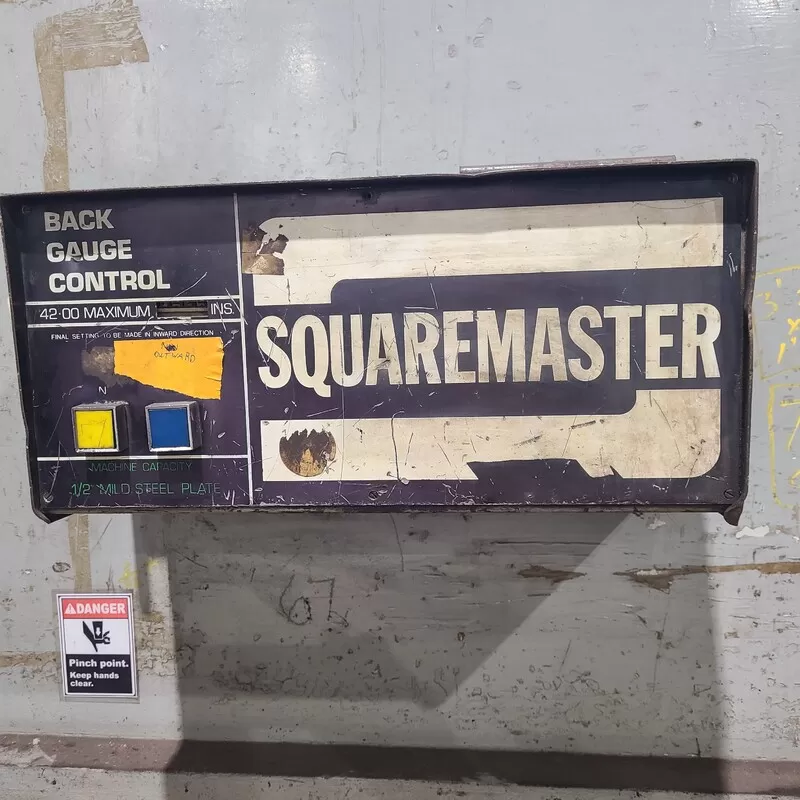 BACK
GAUGE
CONTROL
42·00 MAXIMUM INS.
FINAL SETTING TO BE MADE IN INWARD DIRECTION
OUTWARD
N
MACHINE CAPACITY
1/2" MILD STEEL PLATE
SQUAREMASTER
67
DANGER
Pinch point.
Keep hands
clear.